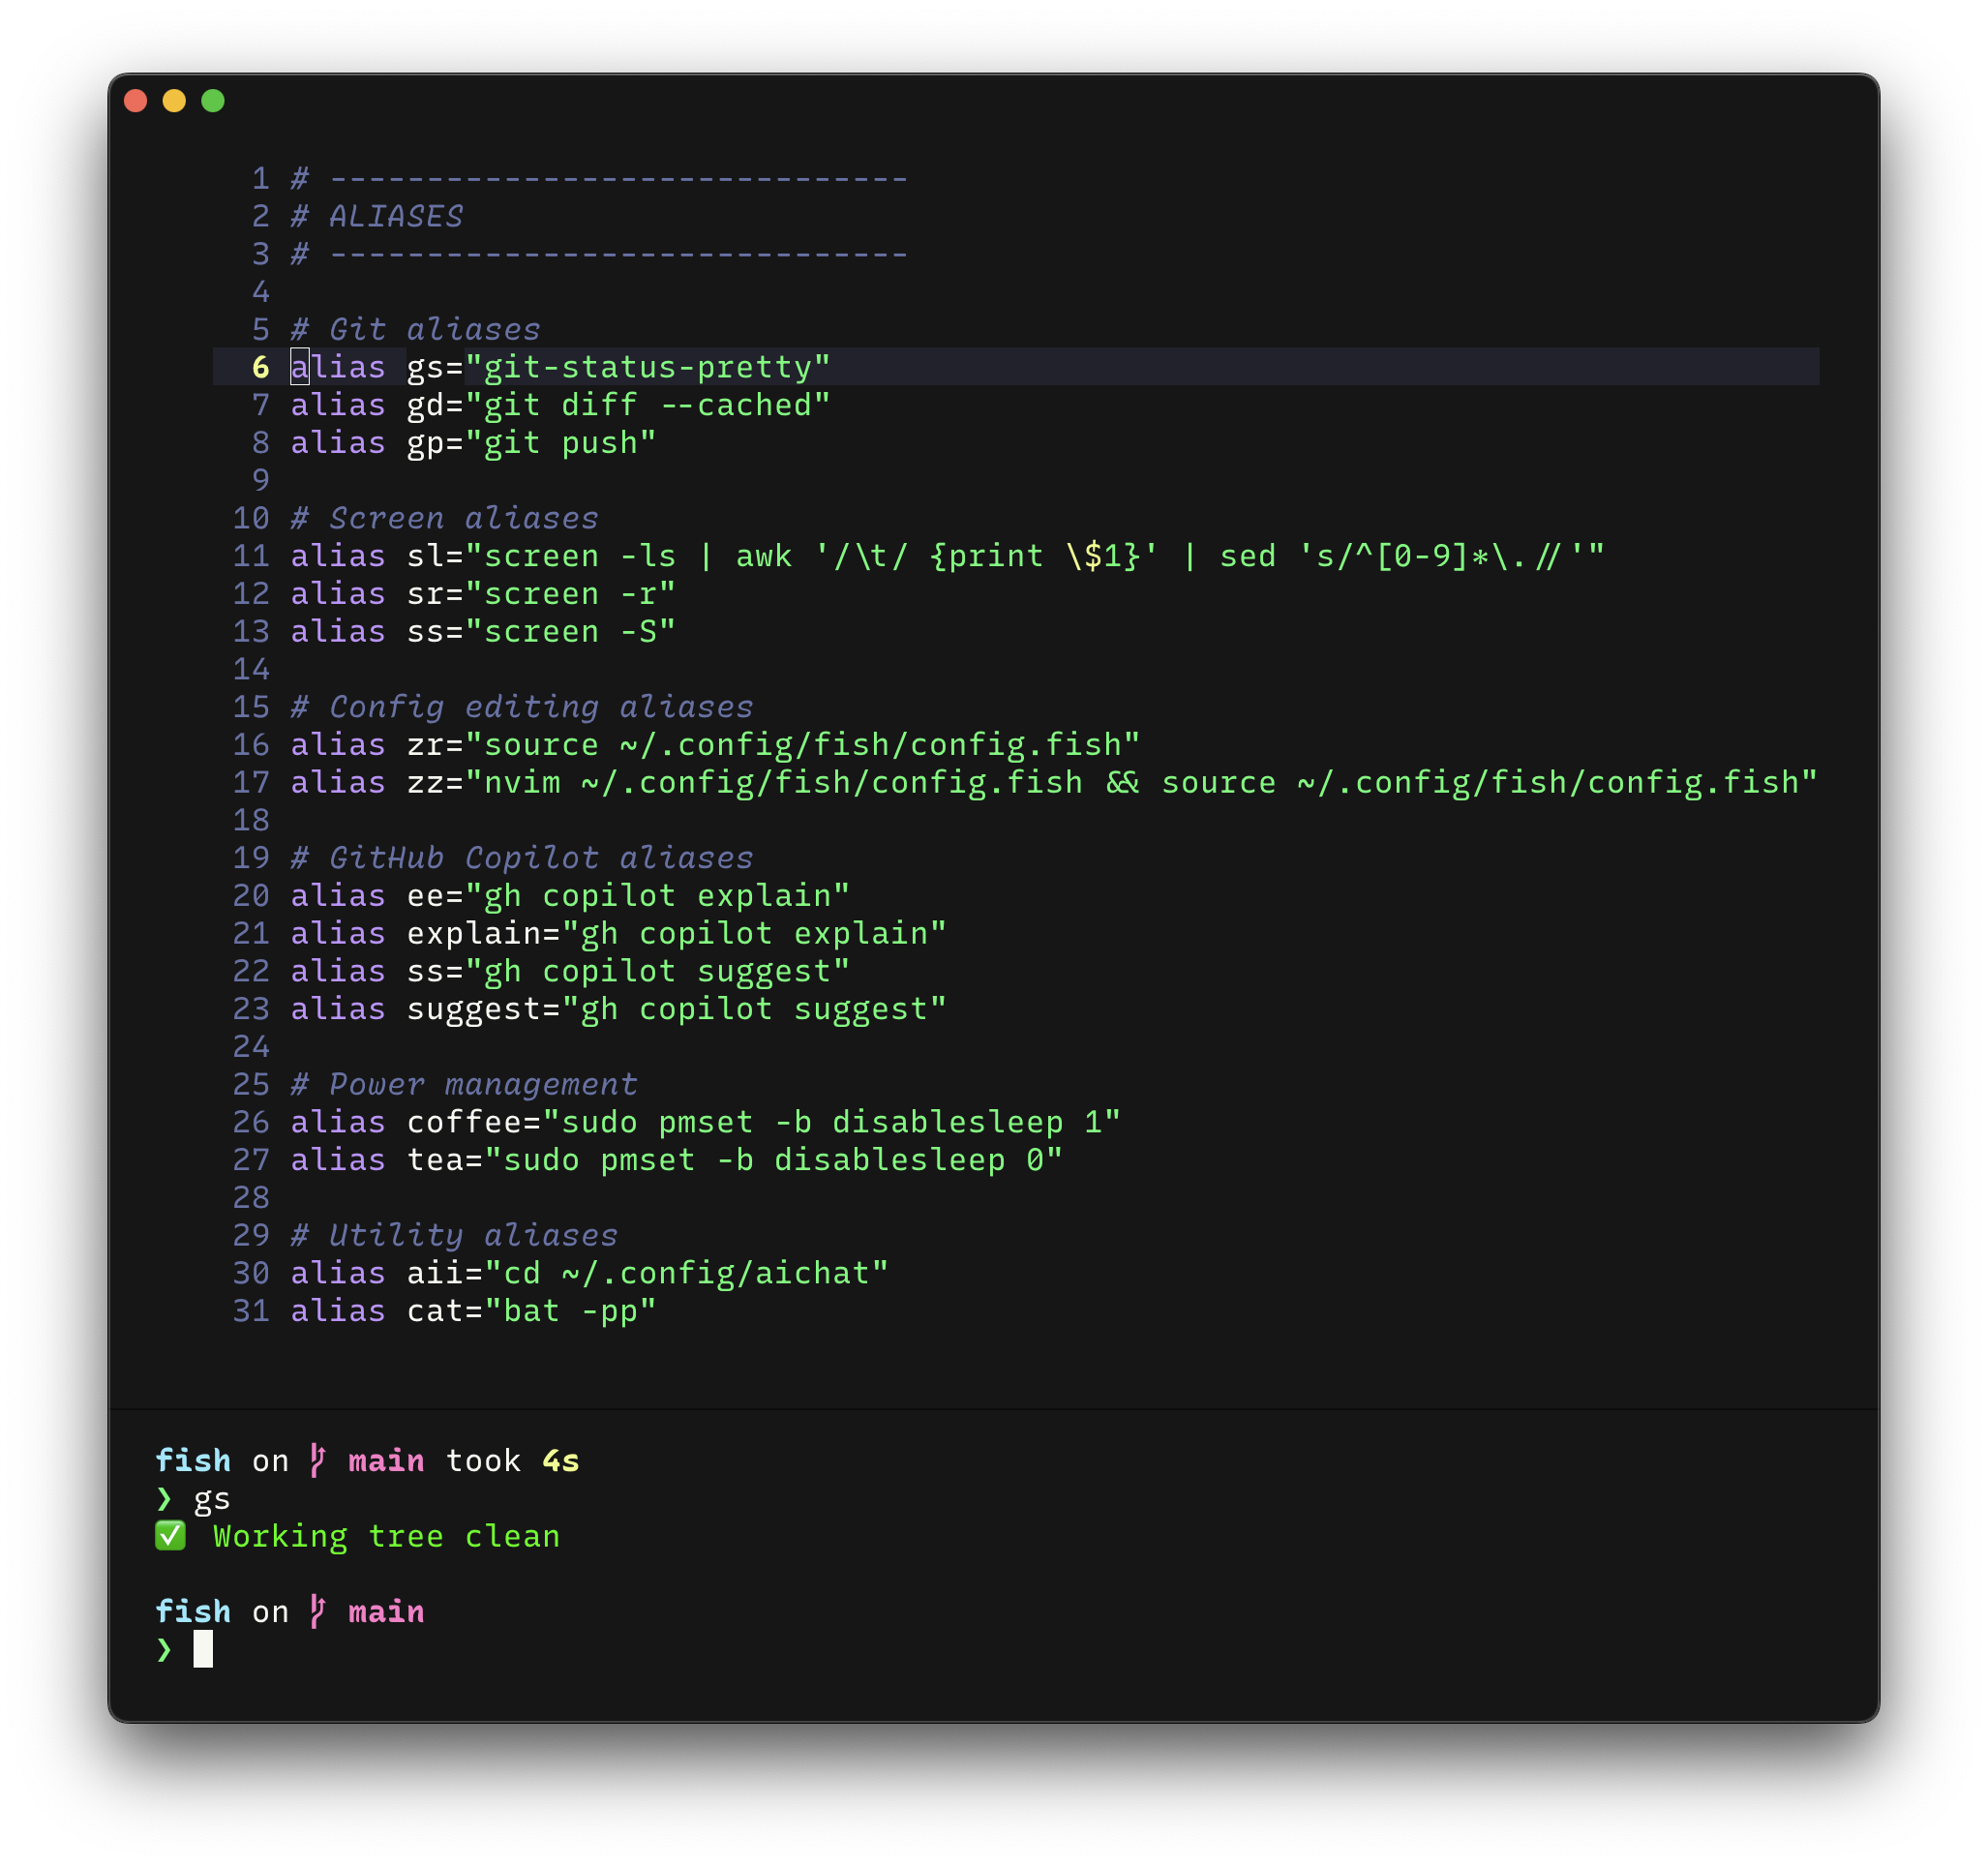 1 # ------------------------------
2 # ALIASES
3 # ------------------------------
4
5 # Git aliases
6 alias gs="git-status-pretty"
7 alias gd="git diff --cached"
8 alias gp="git push"
9
10 # Screen aliases
11 alias sl="screen -ls | awk '/\t/ {print \$1}' | sed 's/^[0-9]*\.//'"
12 alias sr="screen -r"
13 alias ss="screen -S"
14
15 # Config editing aliases
16 alias zr="source ~/.config/fish/config.fish"
17 alias zz="nvim ~/.config/fish/config.fish && source ~/.config/fish/config.fish"
18
19 # GitHub Copilot aliases
20 alias ee="gh copilot explain"
21 alias explain="gh copilot explain"
22 alias ss="gh copilot suggest"
23 alias suggest="gh copilot suggest"
24
25 # Power management
26 alias coffee="sudo pmset -b disablesleep 1"
27 alias tea="sudo pmset -b disablesleep 0"
28
29 # Utility aliases
30 alias aii="cd ~/.config/aichat"
31 alias cat="bat -pp"
fish on main took 4s
❯ gs
✅ Working tree clean
fish on main
❯